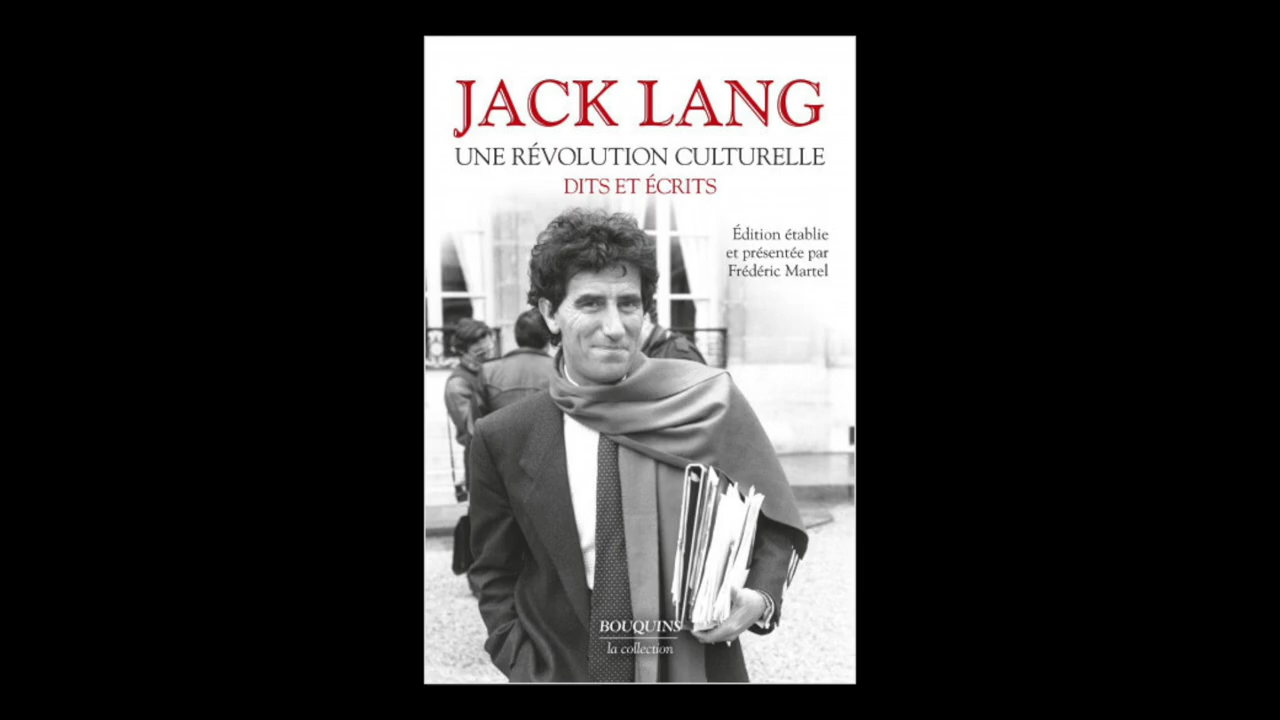 JACK LANG
UNE RÉVOLUTION CULTURELLE
DITS ET ÉCRITS
Édition établie
et présentée par
Frédéric Martel
BOUQUINS
la collection